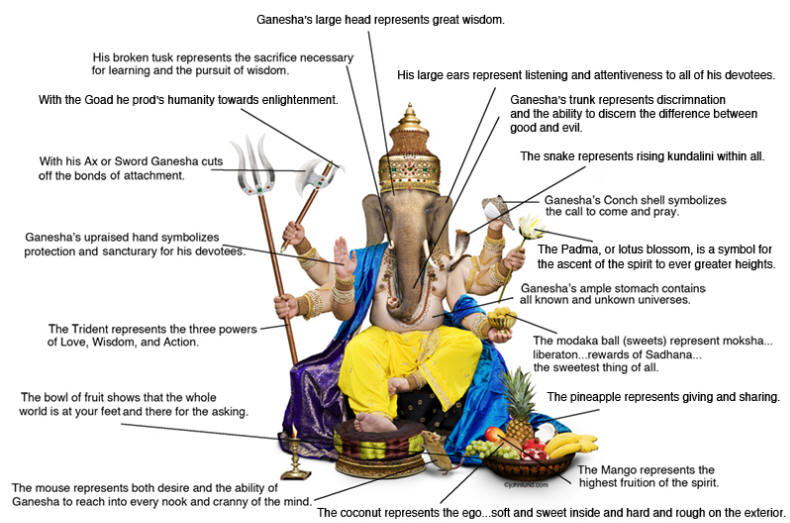 Ganesha's large head represents great wisdom.
His broken tusk represents the sacrifice necessary
for learning and the pursuit of wisdom.
His large ears represent listening and attentiveness to all of his devotees.
With the Goad he prod's humanity towards enlightenment.
Ganesha's trunk represents discrimnation
and the ability to discern the difference between
good and evil.
The snake represents rising kundalini within all.
With his Ax or Sword Ganesha cuts
off the bonds of attachment.
Ganesha's Conch shell symbolizes
the call to come and pray.
Ganesha's upraised hand symbolizes
protection and sancturary for his devotees.
The Padma, or lotus blossom, is a symbol for
the ascent of the spirit to ever greater heights.
Ganesha's ample stomach contains
all known and unkown universes.
The Trident represents the three powers
of Love, Wisdom, and Action.
The modaka ball (sweets) represent moksha...
liberaton...rewards of Sadhana...
the sweetest thing of all.
The bowl of fruit shows that the whole
world is at your feet and there for the asking.
The pineapple represents giving and sharing.
The Mango represents the
highest fruition of the spirit.
©johnlund.com
The mouse represents both desire and the ability of
Ganesha to reach into every nook and cranny of the mind.
The coconut represents the ego...soft and sweet inside and hard and rough on the exterior.